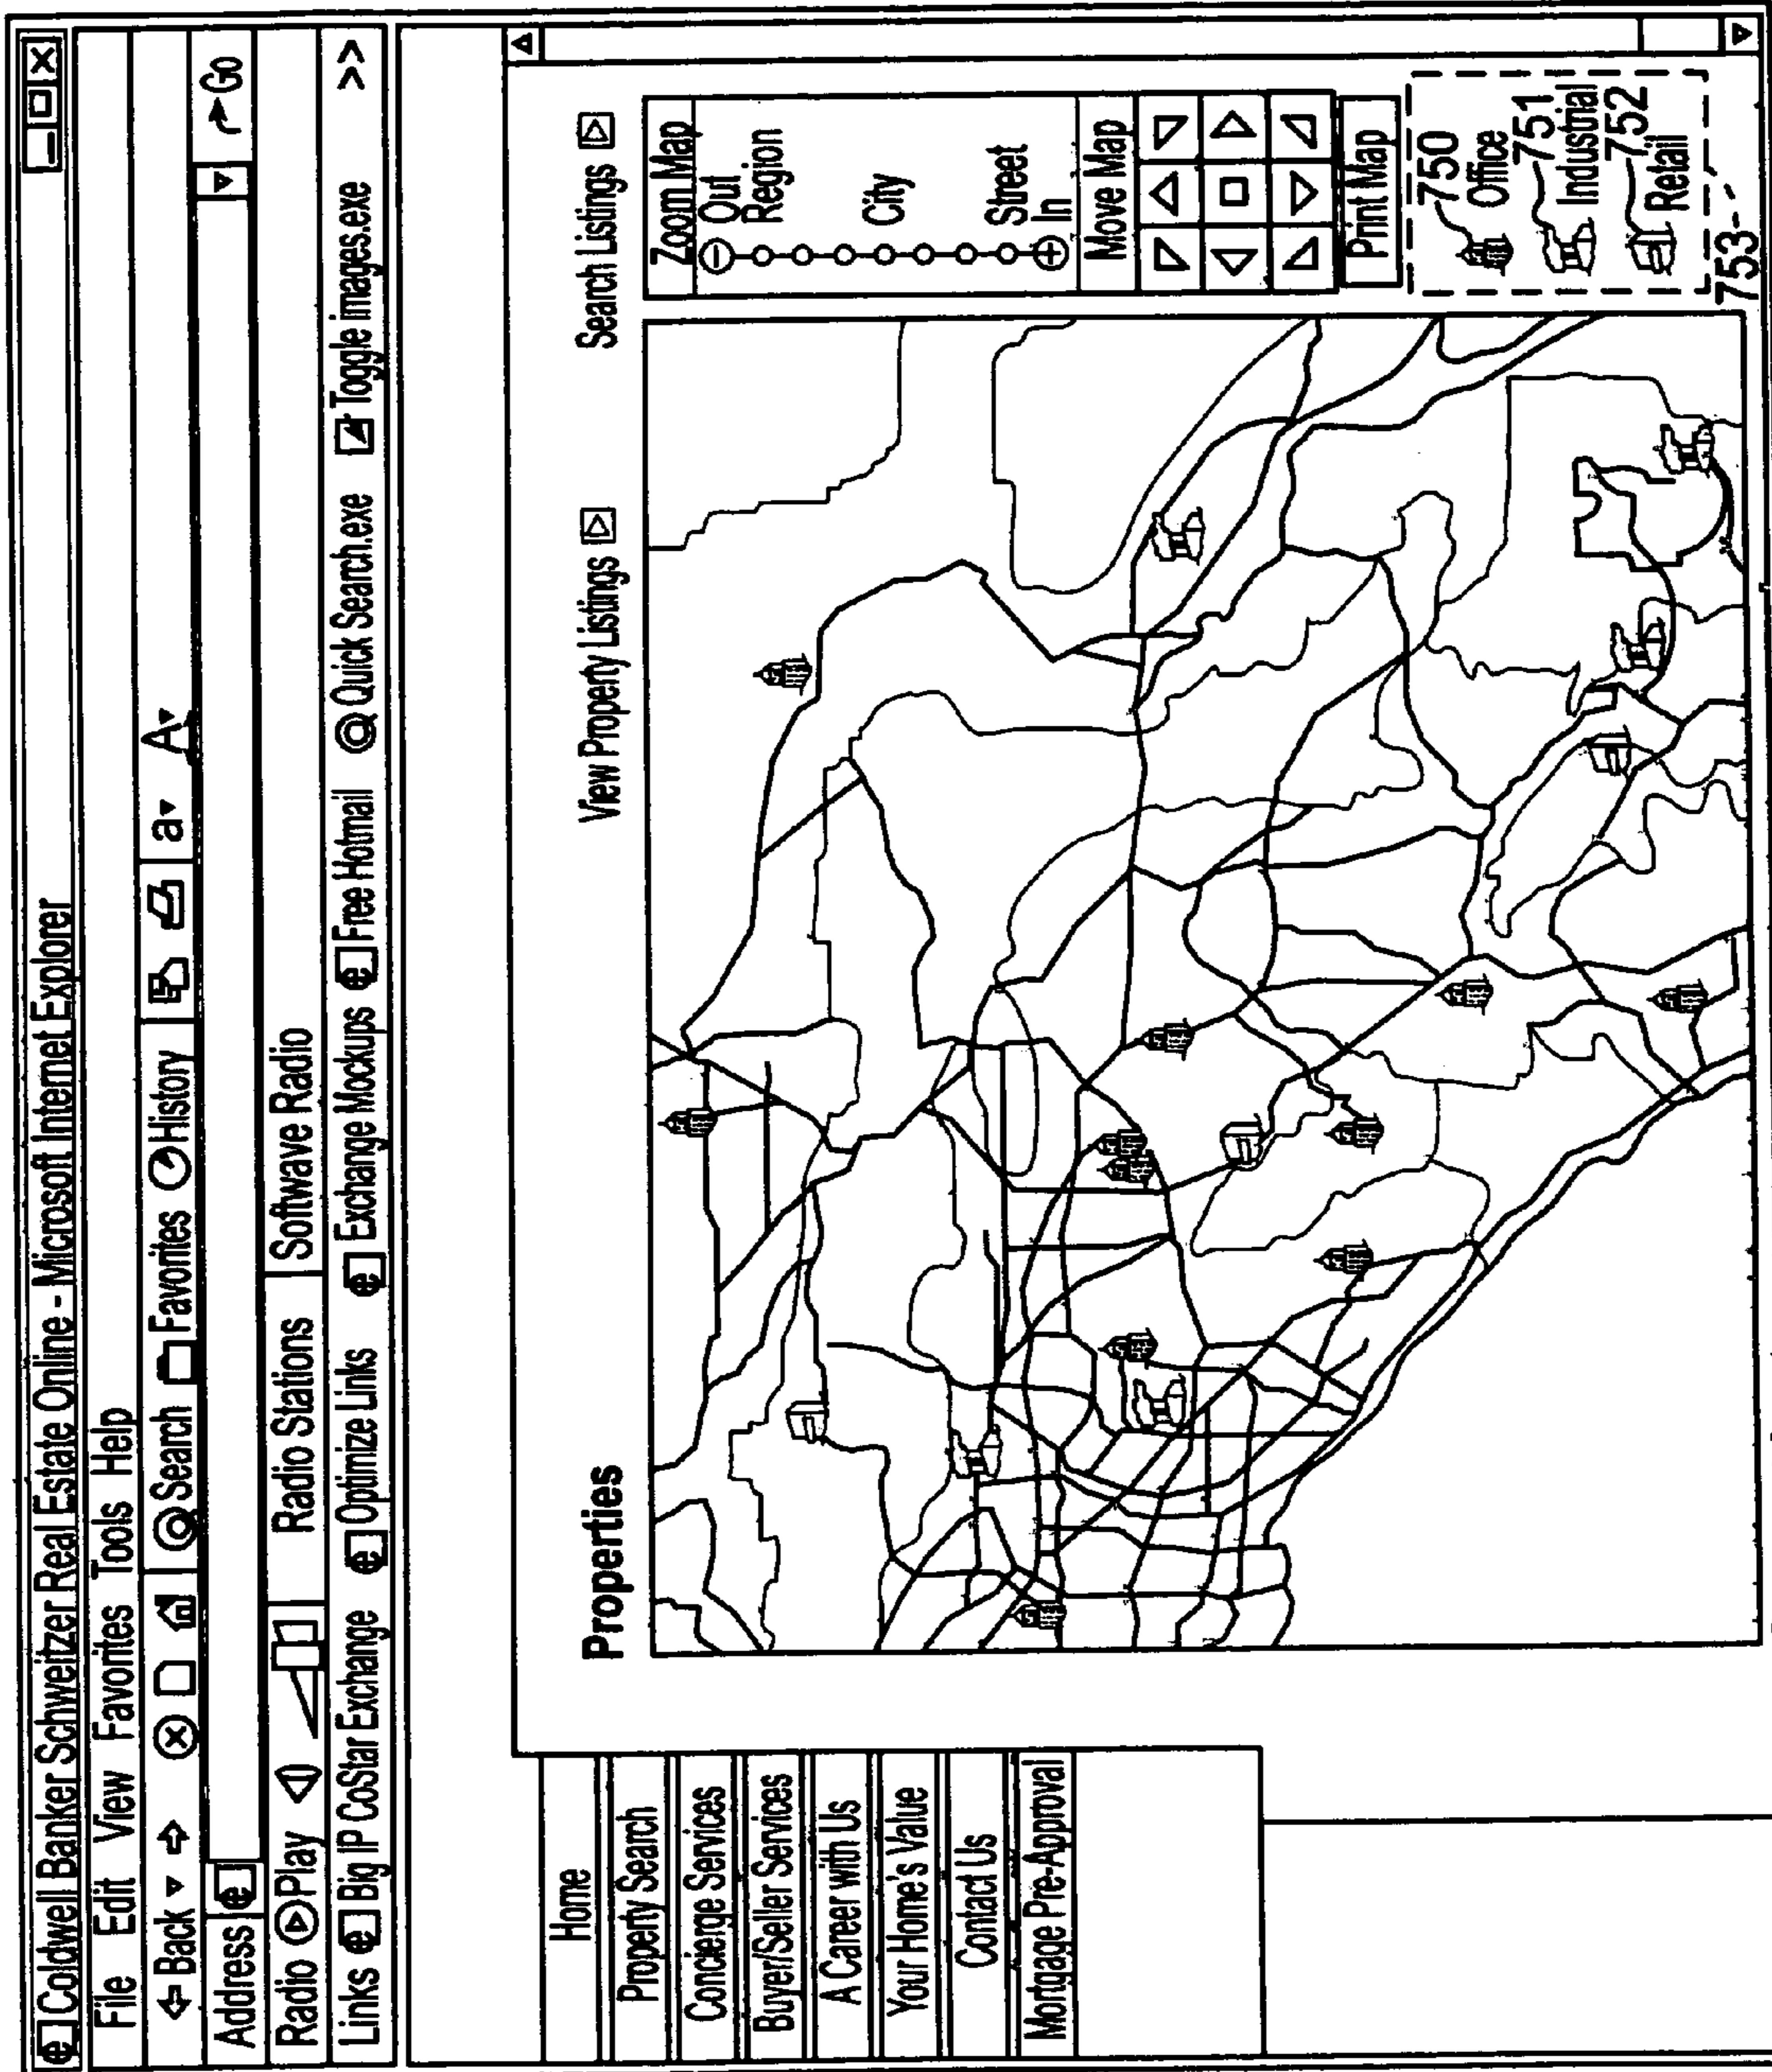 Coldwell Banker Schweitzer Real Estate Online - Microsoft Internet Explorer
File Edit View Favorites Tools Help
Back Search Favorites History a A
Address Go
Radio Play Radio Stations Softwave Radio
Links Big IP CoStar Exchange Optimize Links Exchange Mockups Free Hotmail Quick Search.exe Toggle images.exe >>
Home
Property Search
Concierge Services
Buyer/Seller Services
A Career with Us
Your Home's Value
Contact Us
Mortgage Pre-Approval
Properties View Property Listings Search Listings
Zoom Map
Out
Region
City
Street
In
Move Map
Print Map
750
Office
751
Industrial
752
Retail
753